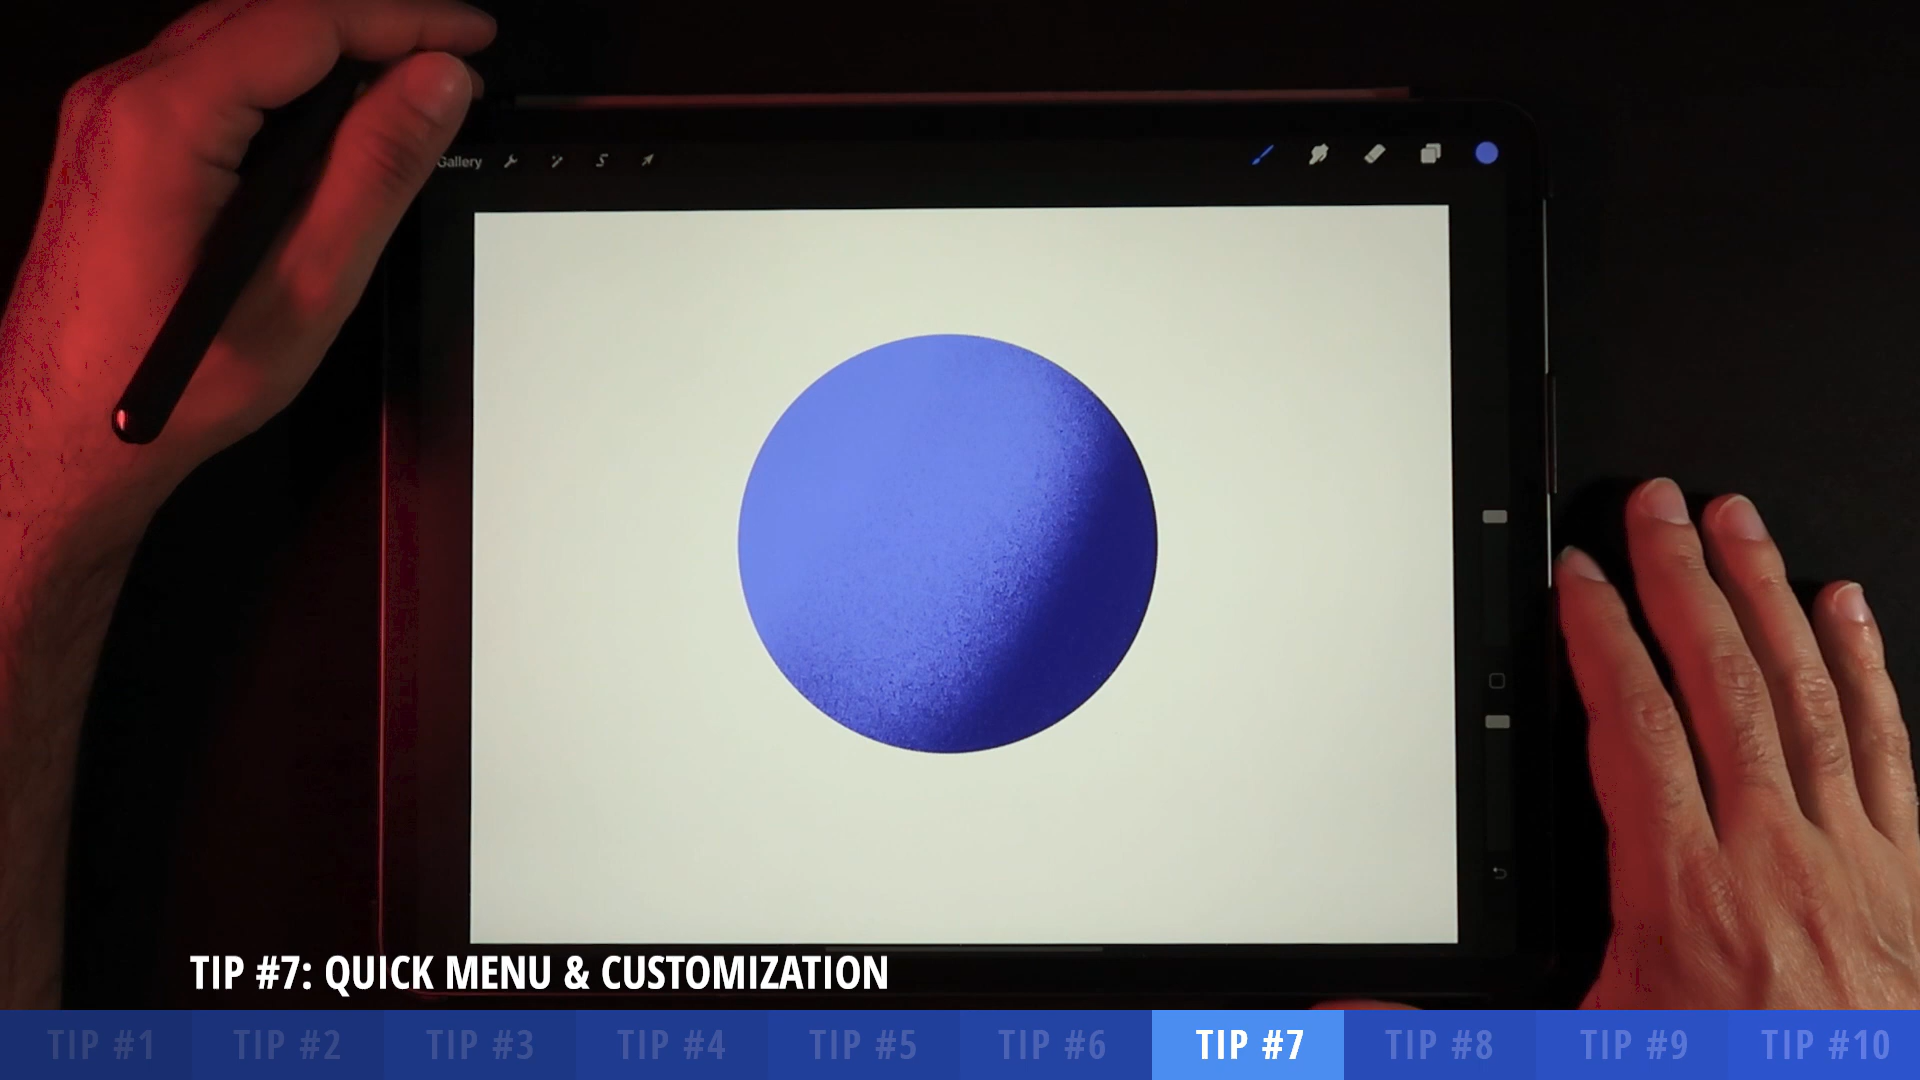 Gallery
TIP #7: QUICK MENU & CUSTOMIZATION
TIP #1 TIP #2 TIP #3 TIP #4 TIP #5 TIP #6 TIP #7 TIP #8 TIP #9 TIP #10